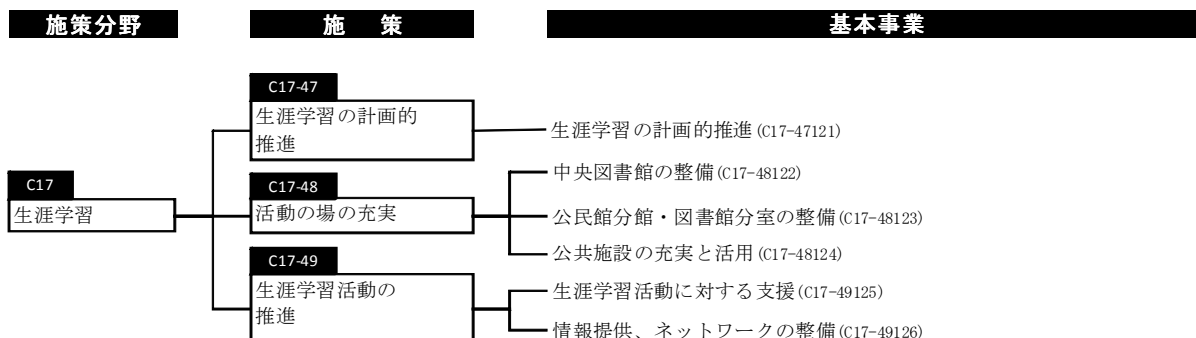 施策分野
施 策
基本事業
C17
生涯学習
C17-47
生涯学習の計画的
推進
生涯学習の計画的推進(C17-47121)
C17-48
活動の場の充実
中央図書館の整備(C17-48122)
公民館分館・図書館分室の整備(C17-48123)
公共施設の充実と活用(C17-48124)
C17-49
生涯学習活動の
推進
生涯学習活動に対する支援(C17-49125)
情報提供、ネットワークの整備(C17-49126)